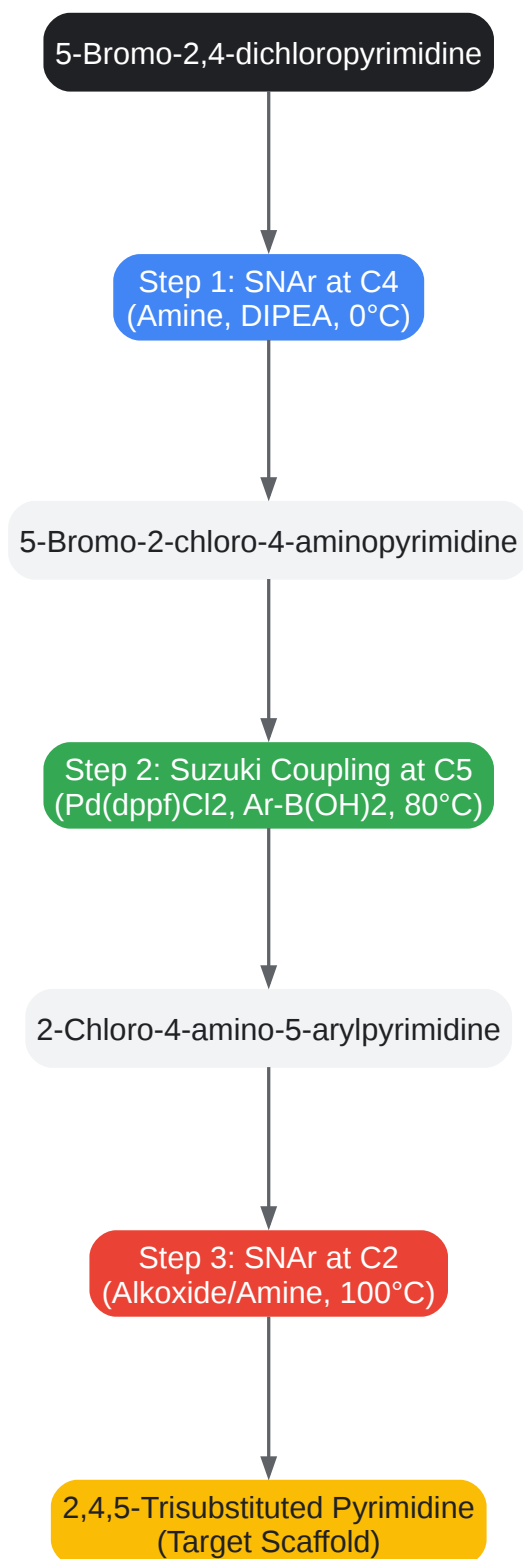 5-Bromo-2,4-dichloropyrimidine
Step 1: SNAr at C4
(Amine, DIPEA, 0°C)
5-Bromo-2-chloro-4-aminopyrimidine
Step 2: Suzuki Coupling at C5
(Pd(dppf)Cl2, Ar-B(OH)2, 80°C)
2-Chloro-4-amino-5-arylpyrimidine
Step 3: SNAr at C2
(Alkoxide/Amine, 100°C)
2,4,5-Trisubstituted Pyrimidine
(Target Scaffold)